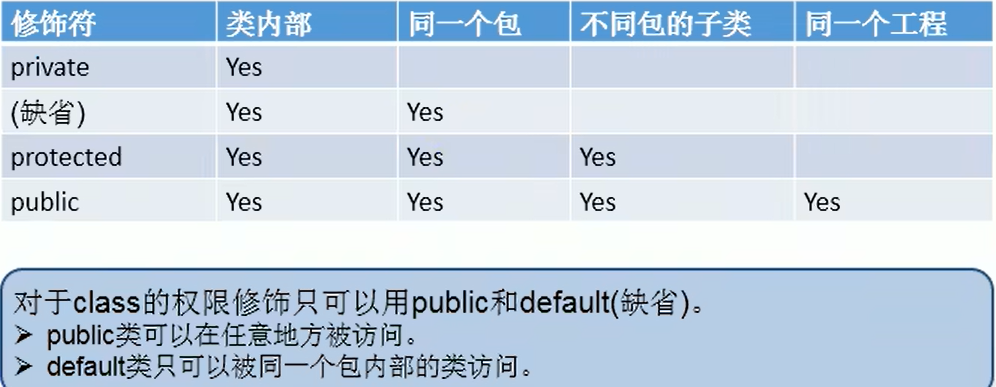 修饰符 类内部 同一个包 不同包的子类 同一个工程
private Yes
(缺省) Yes Yes
protected Yes Yes Yes
public Yes Yes Yes Yes
对于class的权限修饰只可以用public和default(缺省)。
➢ public类可以在任意地方被访问。
➢ default类只可以被同一个包内部的类访问。